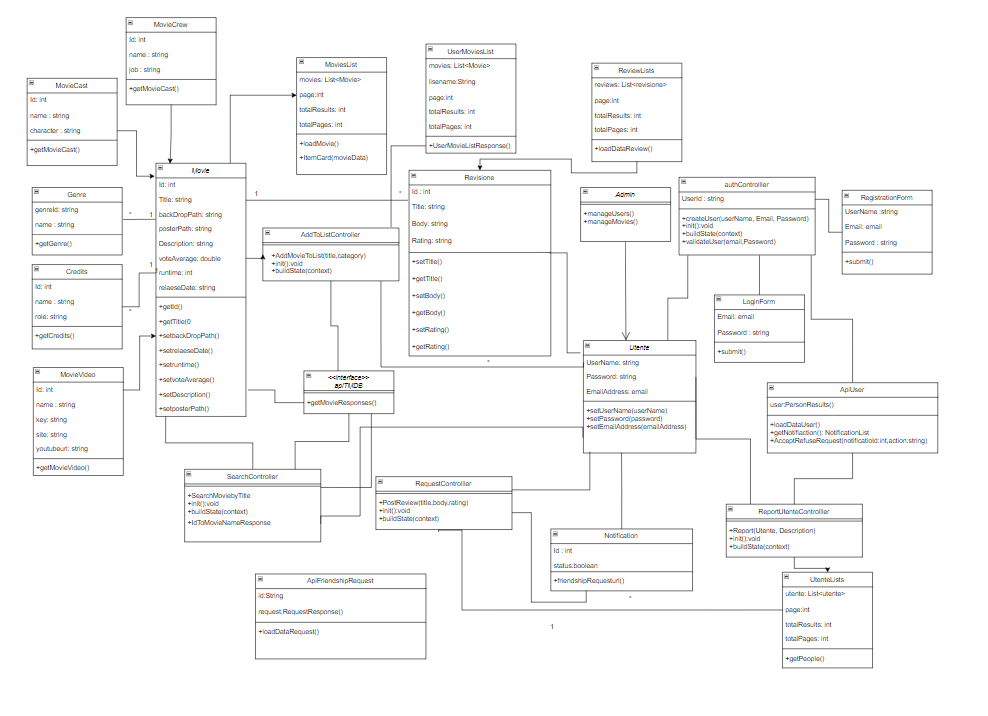 MovieCrew
Id: int
name : string
job : string
+getMovieCast()
MovieCast
Id: int
name : string
character : string
+getMovieCast()
MoviesList
movies: List<Movie>
page:int
totalResults: int
totalPages: int
+loadMovie()
+ItemCard(movieData)
UserMoviesList
movies: List<Movie>
lisename:String
page:int
totalResults: int
totalPages: int
+UserMovieListResponse()
ReviewLists
reviews: List<revisione>
page:int
totalResults: int
totalPages: int
+loadDataReview()
Movie
Id: int
Title: string
backDropPath: string
posterPath: string
Description: string
voteAverage: double
runtime: int
relaeseDate: string
+getId()
+getTitle(0
+setbackDropPath()
+setrelaeseDate()
+setruntime()
+setvoteAverage()
+setDescription()
+setposterPath()
1
*
Genre
genreId: string
name : string
+getGenre()
*
1
Credits
Id: int
name : string
role: string
+getCredits()
1
*
MovieVideo
Id: int
name : string
key: string
site: string
youtubeurl: string
+getMovieVideo()
AddToListController
+AddMovieToList(title,category)
+init():void
+buildState(context)
Revisione
Id : int
Title: string
Body: string
Rating: string
+setTitle()
+getTitle()
+setBody()
+getBody()
+setRating()
+getRating()
*
Admin
+manageUsers()
+manageMovies()
authController
UserId : string
+createUser(userName, Email, Password)
+init():void
+buildState(context)
+validateUser(email,Password)
RegistrationForm
UserName :string
Email: email
Password : string
+submit()
LoginForm
Email: email
Password : string
+submit()
Utente
UserName: string
Password: string
EmailAddress: email
+setUserName(userName)
+setPassword(password)
+setEmailAddress(emailAddress)
<<interface>>
apiTMDB
+getMovieResponses()
ApiUser
user:PersonResults()
+loadDataUser()
+getNotifiaction(): NotificationList
+AcceptRefuseRequest(notificatioId:int,action:string)
SearchController
+SearchMoviebyTitle
+init():void
+buildState(context)
+IdToMovieNameResponse
RequestController
+PostReview(title,body,rating)
+init():void
+buildState(context)
Notification
Id : int
status:boolean
+friendshipRequesturl()
*
ReportUtenteController
+Report(Utente, Description)
+init():void
+buildState(context)
ApiFriendshipRequest
id:String
request:RequestResponse()
+loadDataRequest()
UtenteLists
utente: List<utente>
page:int
totalResults: int
totalPages: int
+getPeople()
1